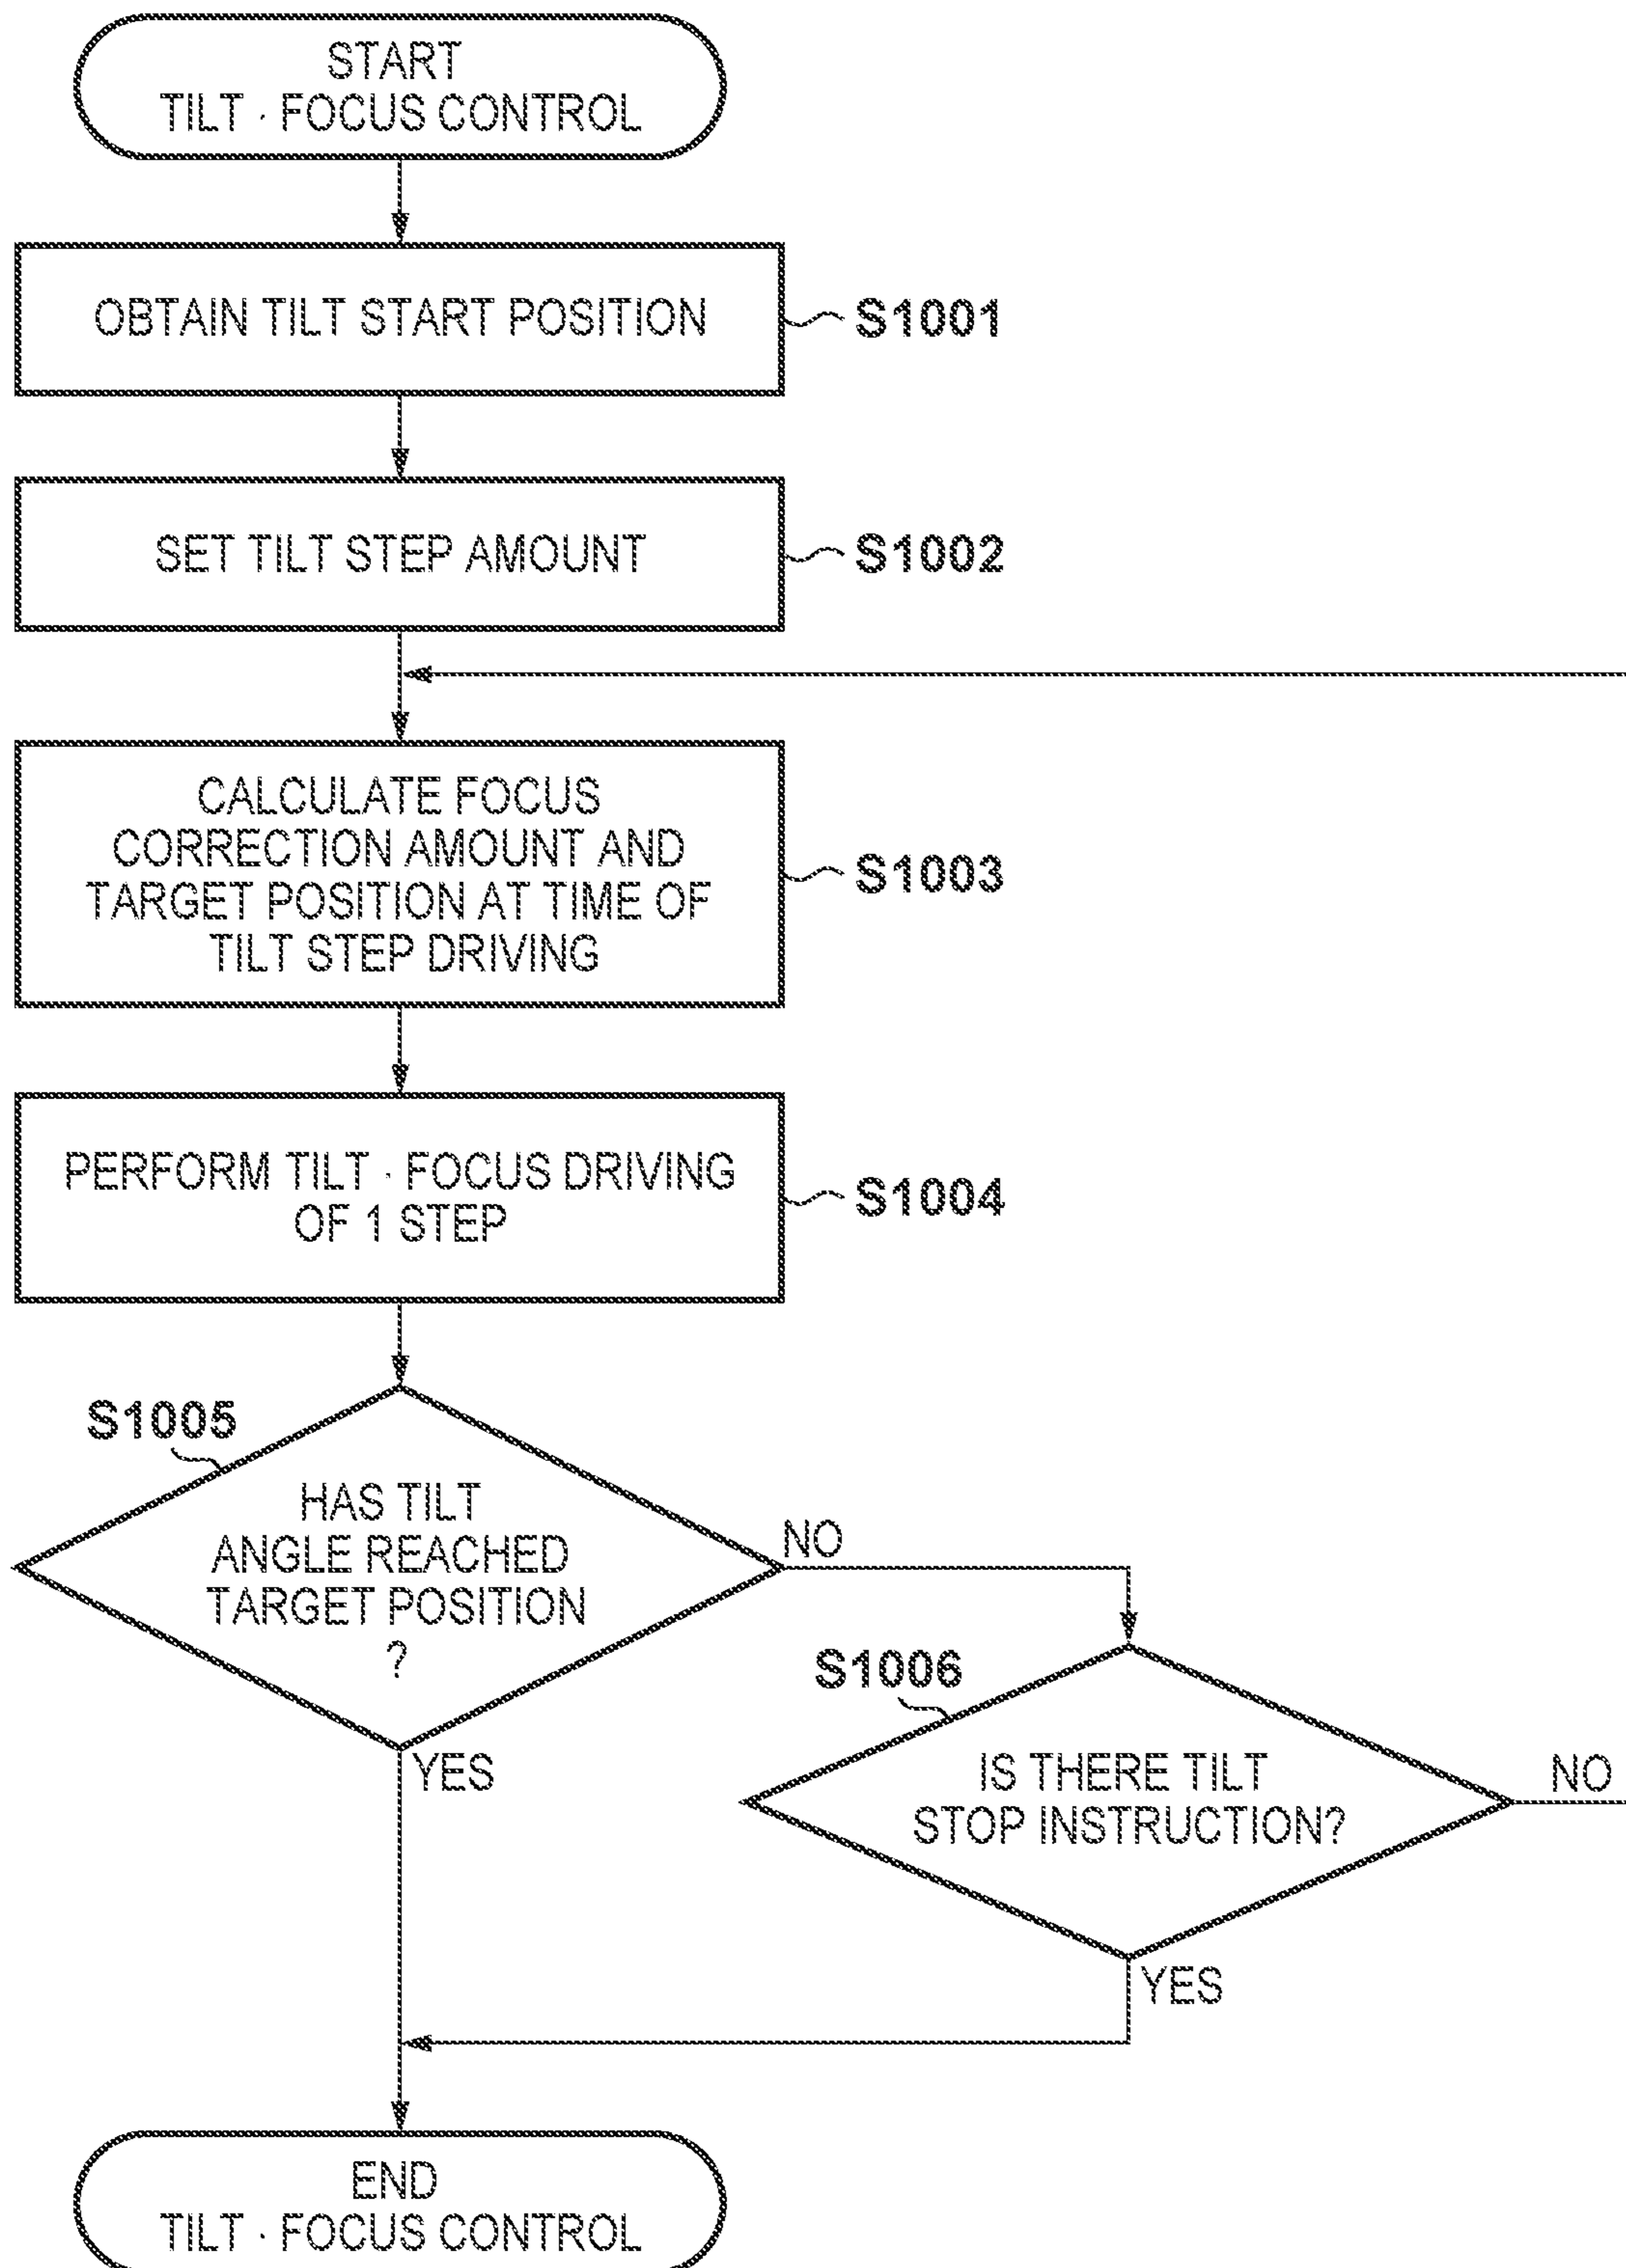 START
TILT · FOCUS CONTROL
OBTAIN TILT START POSITION
S1001
SET TILT STEP AMOUNT
S1002
CALCULATE FOCUS
CORRECTION AMOUNT AND
TARGET POSITION AT TIME OF
TILT STEP DRIVING
S1003
PERFORM TILT · FOCUS DRIVING
OF 1 STEP
S1004
S1005
HAS TILT
ANGLE REACHED
TARGET POSITION
?
NO
YES
S1006
IS THERE TILT
STOP INSTRUCTION?
NO
YES
END
TILT · FOCUS CONTROL